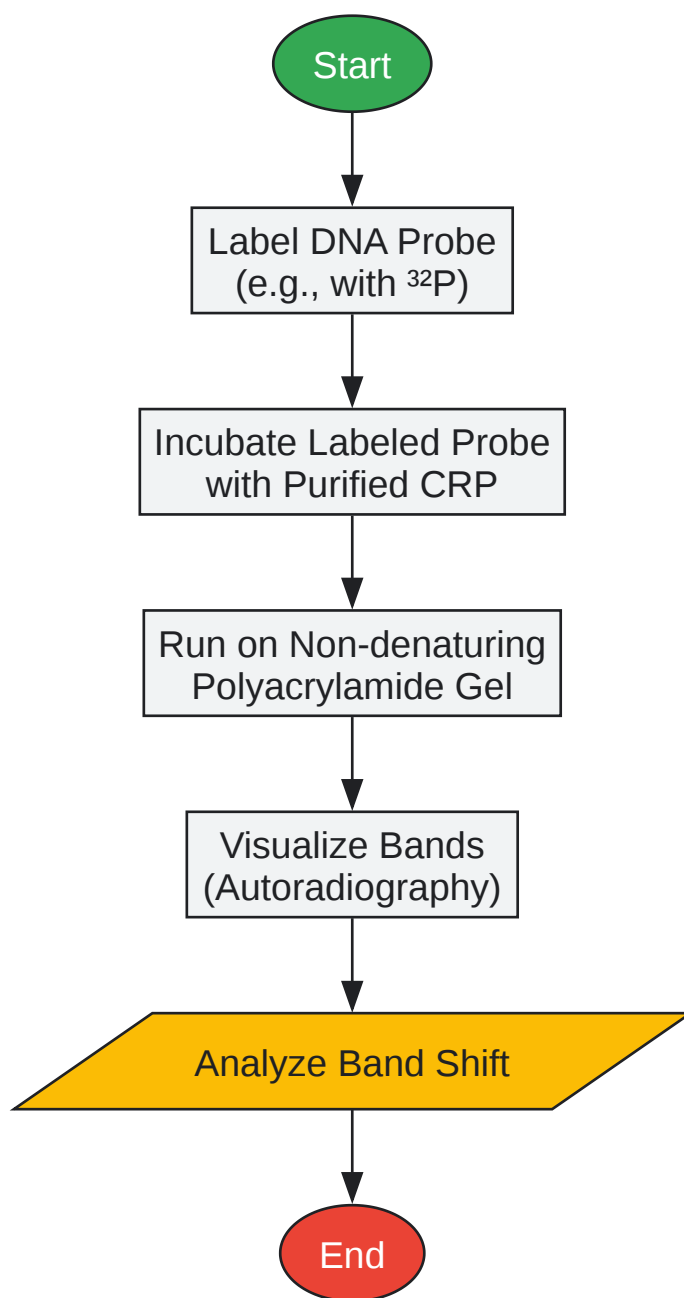 Start
Label DNA Probe
(e.g., with ³²P)
Incubate Labeled Probe
with Purified CRP
Run on Non-denaturing
Polyacrylamide Gel
Visualize Bands
(Autoradiography)
Analyze Band Shift
End